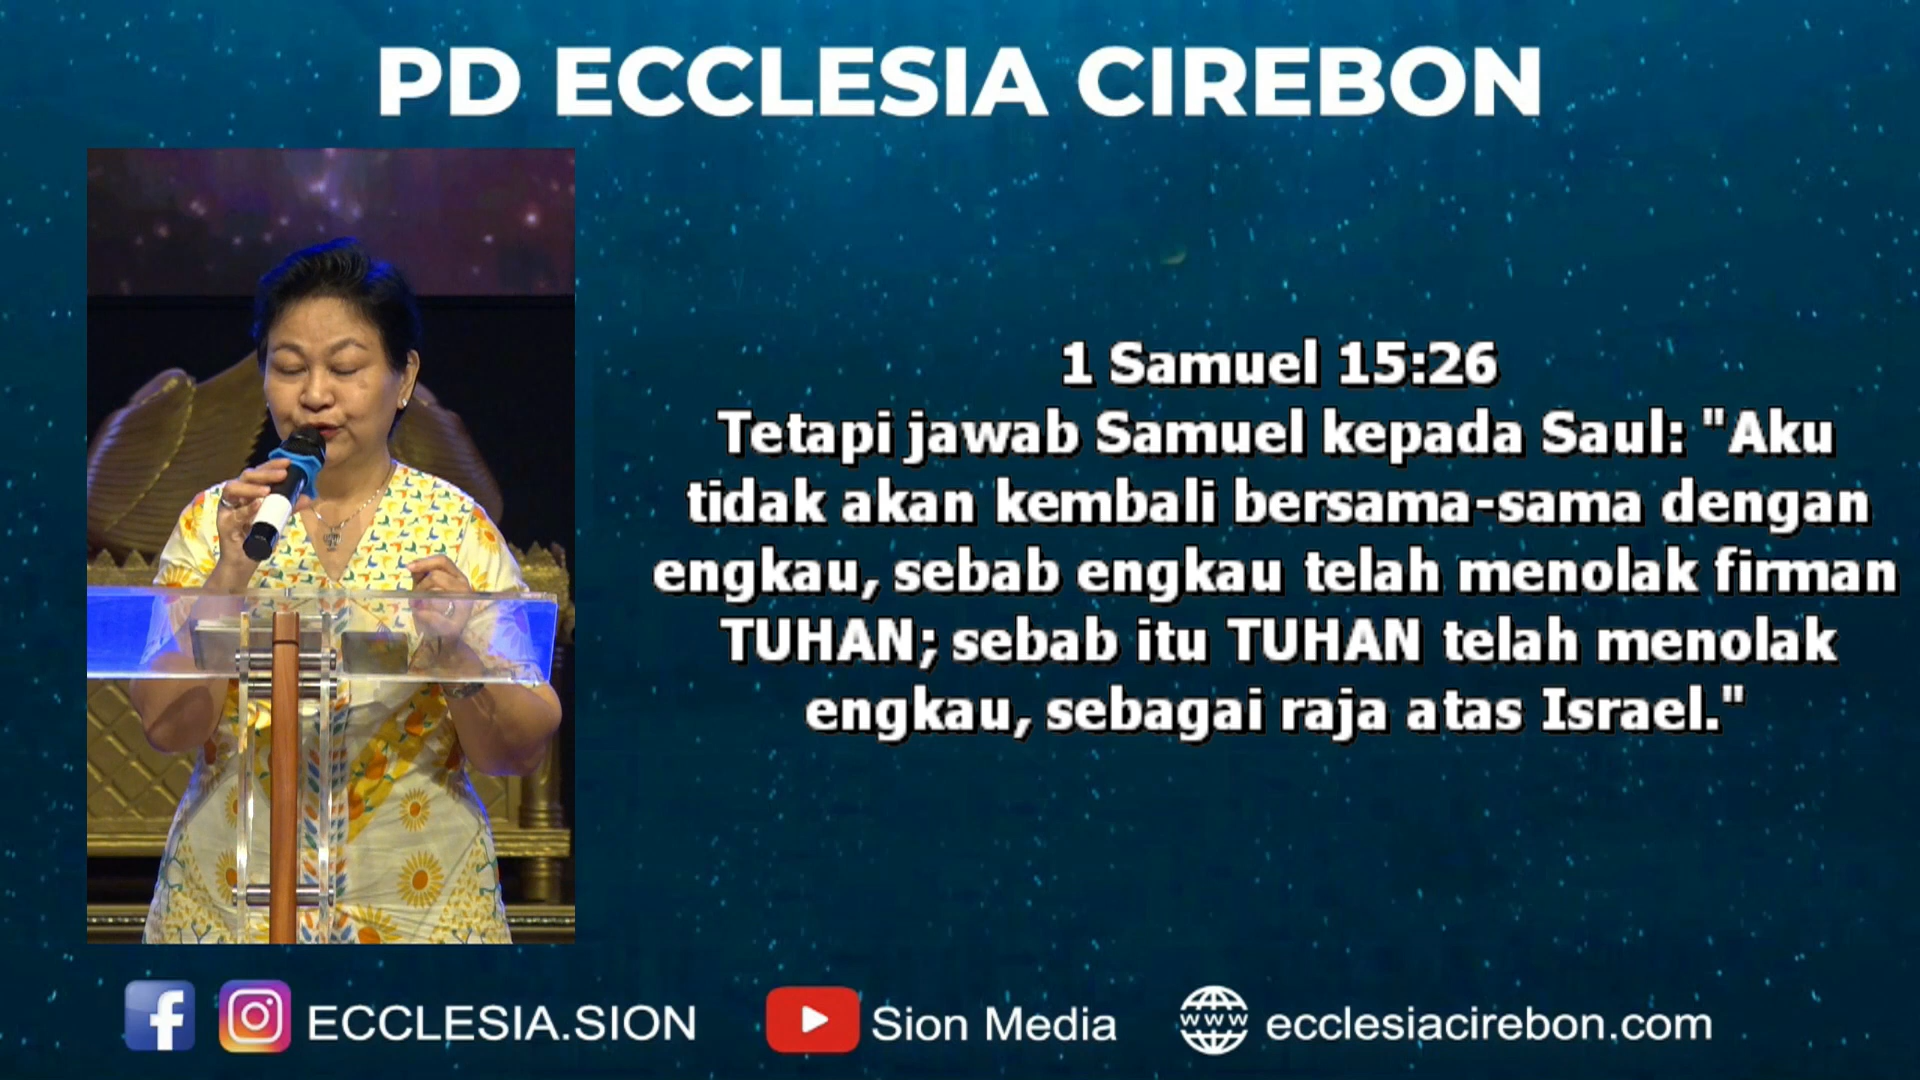 PD ECCLESIA CIREBON
1 Samuel 15:26
Tetapi jawab Samuel kepada Saul: "Aku
tidak akan kembali bersama-sama dengan
engkau, sebab engkau telah menolak firman
TUHAN; sebab itu TUHAN telah menolak
engkau, sebagai raja atas Israel."
f ECCLESIA.SION
Sion Media
www ecclesiacirebon.com